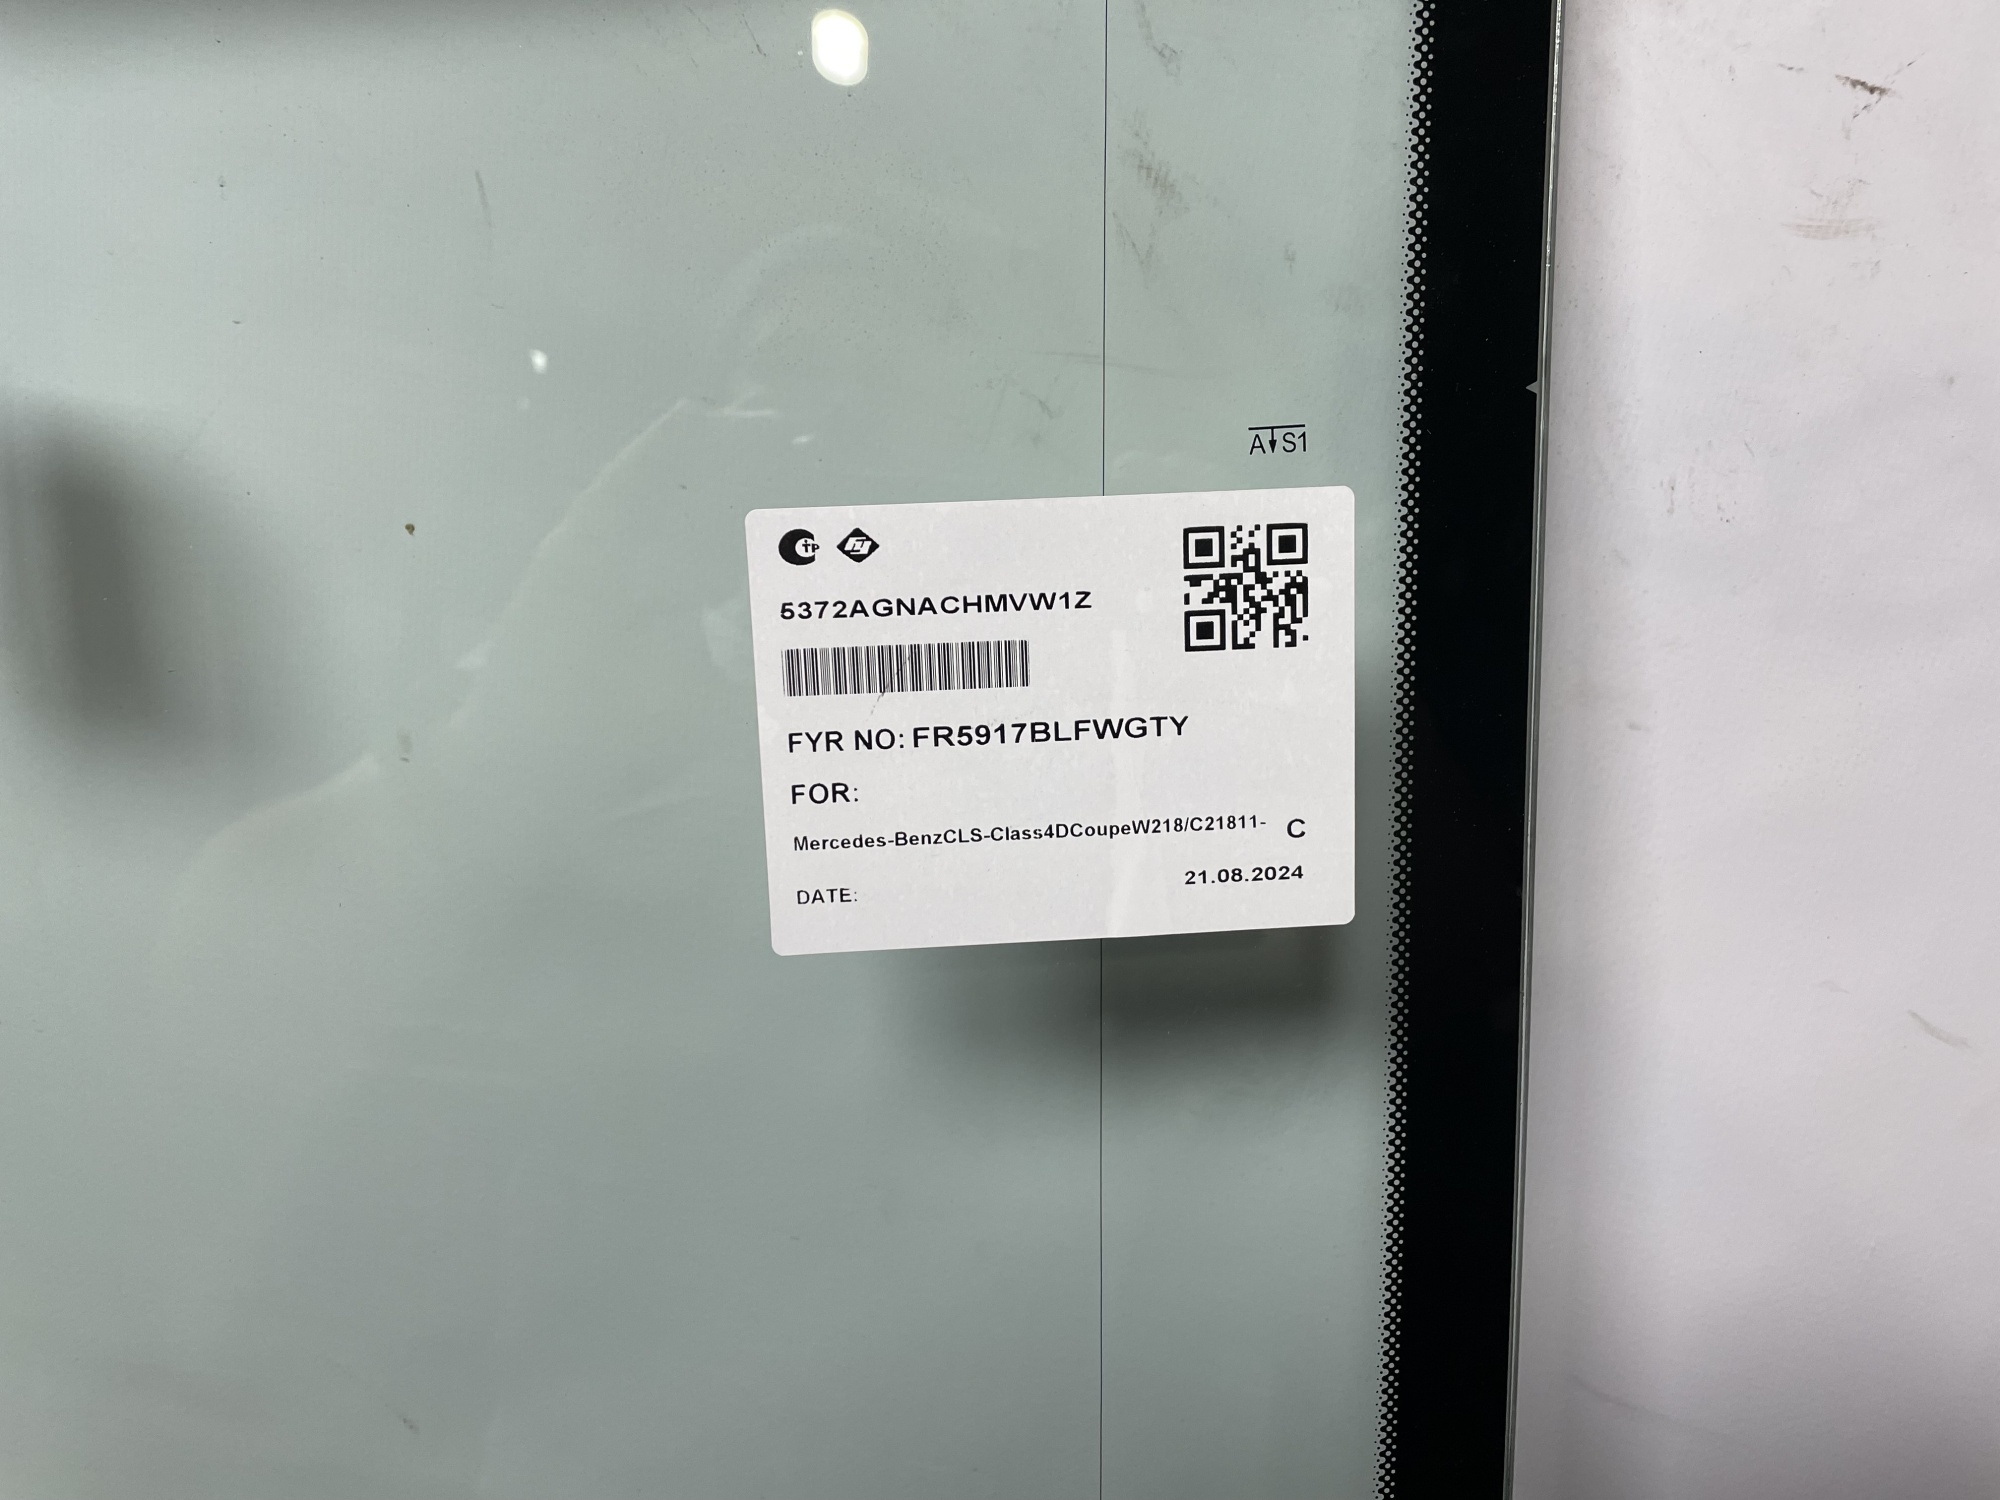 A S1
5372AGNACHMVW1Z
FYR NO: FR5917BLFWGTY
FOR:
Mercedes-BenzCLS-Class4DCoupeW218/C21811- C
DATE: 21.08.2024